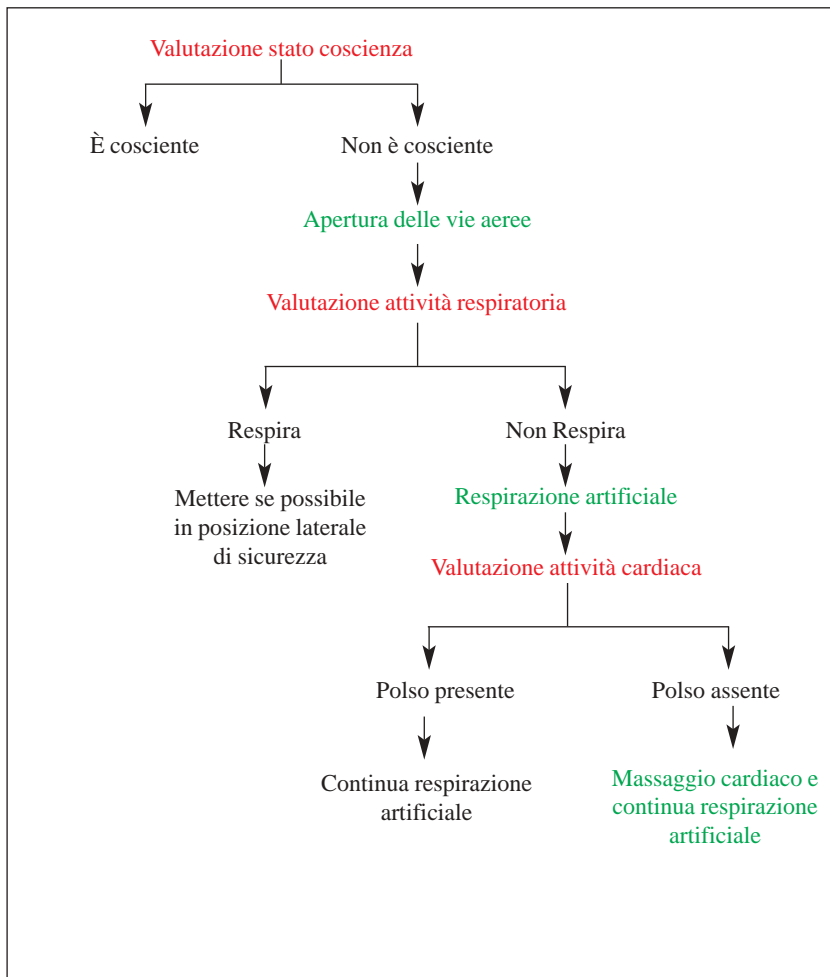 Valutazione stato coscienza
È cosciente
Non è cosciente
Apertura delle vie aeree
Valutazione attività respiratoria
Respira
Non Respira
Mettere se possibile
in posizione laterale
di sicurezza
Respirazione artificiale
Valutazione attività cardiaca
Polso presente
Polso assente
Continua respirazione
artificiale
Massaggio cardiaco e
continua respirazione
artificiale